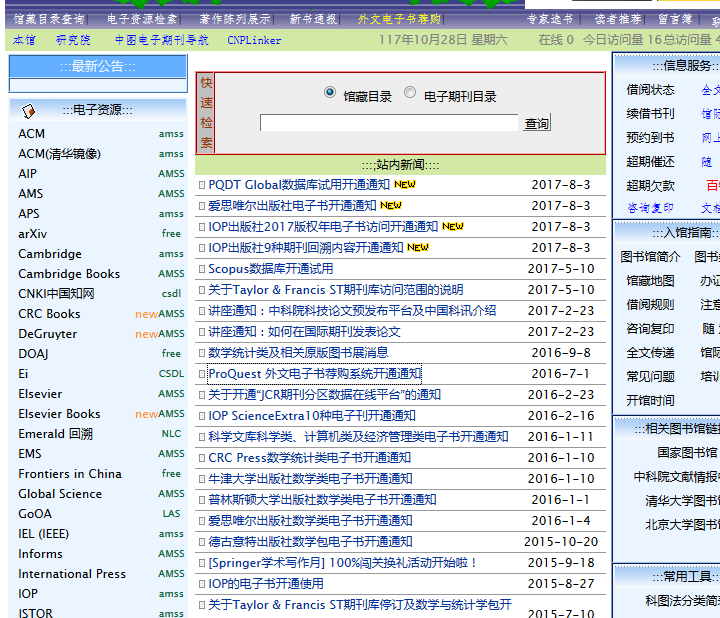 馆藏目录查询 电子资源检索 著作陈列展示 新书通报 外文电子书荐购 专家选书 读者推荐 留言簿
本馆 研究院 中图电子期刊导航 CNPLinker 117年10月28日 星期六 在线 0 今日访问量 16 总访问量
:::最新公告:::
:::电子资源:::
ACM amss
ACM(清华镜像) amss
AIP AMSS
AMS AMSS
APS amss
arXiv free
Cambridge amss
Cambridge Books AMSS
CNKI中国知网 csdl
CRC Books newAMSS
DeGruyter newAMSS
DOAJ free
Ei CSDL
Elsevier amss
Elsevier Books newAMSS
Emerald 回溯 NLC
EMS AMSS
Frontiers in China free
Global Science AMSS
GoOA LAS
IEL (IEEE) amss
Informs AMSS
International Press AMSS
IOP amss
JSTOR amss
快速检索
馆藏目录 电子期刊目录
查询
:::;站内新闻::::
PQDT Global数据库试用开通通知 NEW 2017-8-3
爱思唯尔出版社电子书开通通知 NEW 2017-8-3
IOP出版社2017版权年电子书访问开通通知 NEW 2017-8-3
IOP出版社9种期刊回溯内容开通通知 NEW 2017-8-3
Scopus数据库开通试用 2017-5-10
关于Taylor & Francis ST期刊库访问范围的说明 2017-5-10
讲座通知：中科院科技论文预发布平台及中国科讯介绍 2017-2-23
讲座通知：如何在国际期刊发表论文 2017-2-23
数学统计类及相关原版图书展消息 2016-9-8
ProQuest 外文电子书荐购系统开通通知 2016-7-1
关于开通“JCR期刊分区数据在线平台”的通知 2016-2-23
IOP ScienceExtra10种电子刊开通通知 2016-2-16
科学文库科学类、计算机类及经济管理类电子书开通通知 2016-1-11
CRC Press数学统计类电子书开通通知 2016-1-10
牛津大学出版社数学类电子书开通通知 2016-1-10
普林斯顿大学出版社数学类电子书开通通知 2016-1-1
爱思唯尔出版社数学类电子书开通通知 2016-1-4
德古意特出版社数学包电子书开通通知 2015-10-20
[Springer学术写作月] 100%闯关换礼活动开始啦！ 2015-9-18
IOP的电子书开通使用 2015-8-27
关于Taylor & Francis ST期刊库停订及数学与统计学包开 2015-7-10
:::信息服务::
借阅状态 全文
续借书刊 馆际
预约到书 网上
超期催还 随
超期欠款 百
咨询复印 文
:::入馆指南:::
图书馆简介 图书
馆藏地图 办证
借阅规则 注意
咨询复印 随
全文传递 馆际
常见问题 培训
开馆时间
:::相关图书馆链
国家图书馆
中科院文献情报中
清华大学图书
北京大学图书
:::常用工具::
科图法分类简